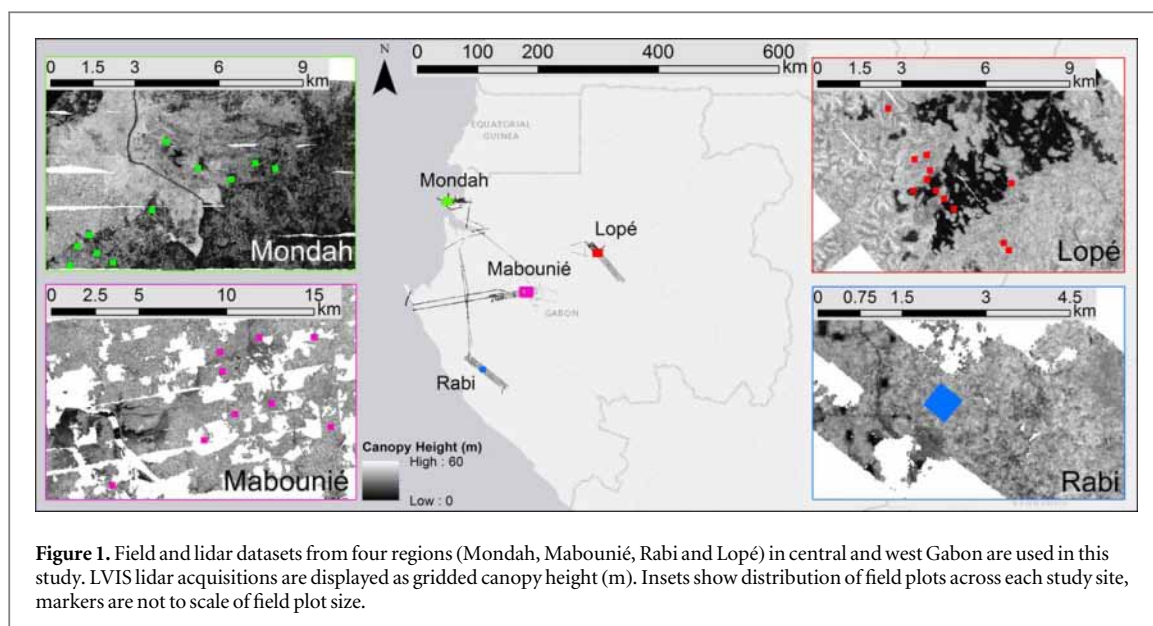 0 1.5 3 6 9
km
Mondah
0 2.5 5 10 15
km
Mabounié
N
0 100 200 400 600
km
EQUATORIAL
GUINEA
Mondah
Lopé
Mabounié
GABON
Rabi
Canopy Height (m)
High : 60
Low : 0
0 1.5 3 6 9
km
Lopé
0 0.75 1.5 3 4.5
km
Rabi
Figure 1. Field and lidar datasets from four regions (Mondah, Mabounié, Rabi and Lopé) in central and west Gabon are used in this
study. LVIS lidar acquisitions are displayed as gridded canopy height (m). Insets show distribution of field plots across each study site,
markers are not to scale of field plot size.